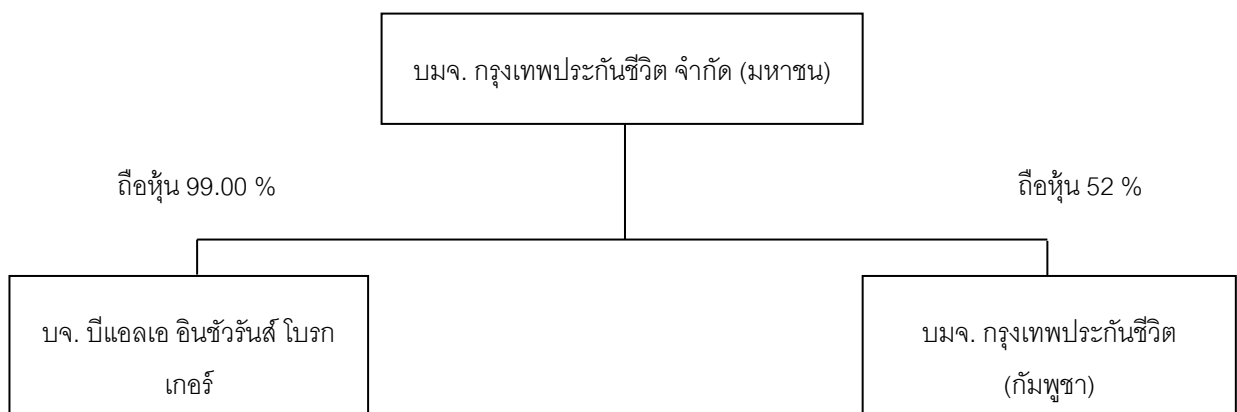 บมจ. กรุงเทพประกันชีวิต จำกัด (มหาชน)
ถือหุ้น 99.00 %
ถือหุ้น 52 %
บจ. บีแอลเอ อินชัวรันส์ โบรก
เกอร์
บมจ. กรุงเทพประกันชีวิต
(กัมพูชา)